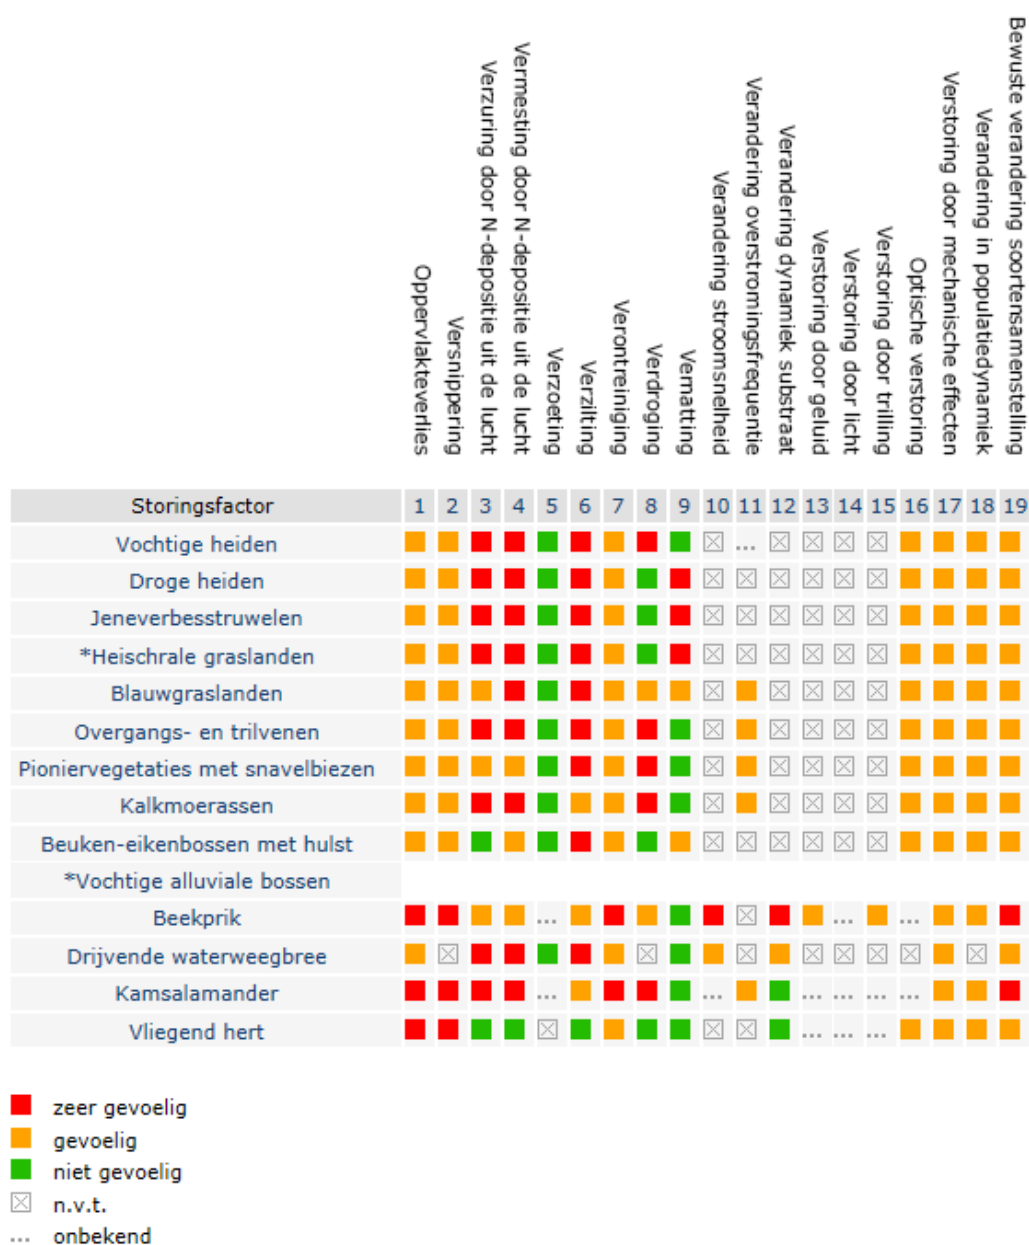 Oppervlakteverlies
Versnippering
Verzuring door N-depositie uit de lucht
Vermesting door N-depositie uit de lucht
Verzoeting
Verzilting
Verontreiniging
Verdroging
Vernatting
Verandering stroomsnelheid
Verandering overstromingsfrequentie
Verandering dynamiek substraat
Verstoring door geluid
Verstoring door licht
Verstoring door trilling
Optische verstoring
Verstoring door mechanische effecten
Verandering in populatiedynamiek
Bewuste verandering soortensamenstelling
Storingsfactor 1 2 3 4 5 6 7 8 9 10 11 12 13 14 15 16 17 18 19
Vochtige heiden ...
Droge heiden
Jeneverbesstruwelen
*Heischrale graslanden
Blauwgraslanden
Overgangs- en trilvenen
Pioniervegetaties met snavelbiezen
Kalkmoerassen
Beuken-eikenbossen met hulst
*Vochtige alluviale bossen
Beekprik ... ... ...
Drijvende waterweegbree
Kamsalamander ... ... ... ... ... ...
Vliegend hert ... ... ...
zeer gevoelig
gevoelig
niet gevoelig
n.v.t.
... onbekend